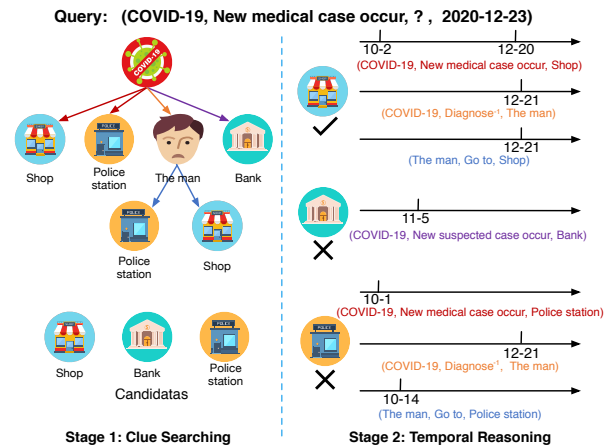 Query: (COVID-19, New medical case occur, ? , 2020-12-23)
COVID-19
Shop
POLICE
Police
station
The man
Bank
POLICE
Police
station
Shop
POLICE
Shop
Bank
Police
station
Candidatas
Stage 1: Clue Searching
10-2
12-20
(COVID-19, New medical case occur, Shop)
12-21
(COVID-19, Diagnose⁻¹, The man)
12-21
(The man, Go to, Shop)
11-5
(COVID-19, New suspected case occur, Bank)
10-1
(COVID-19, New medical case occur, Police station)
POLICE
12-21
(COVID-19, Diagnose⁻¹, The man)
10-14
(The man, Go to, Police station)
Stage 2: Temporal Reasoning